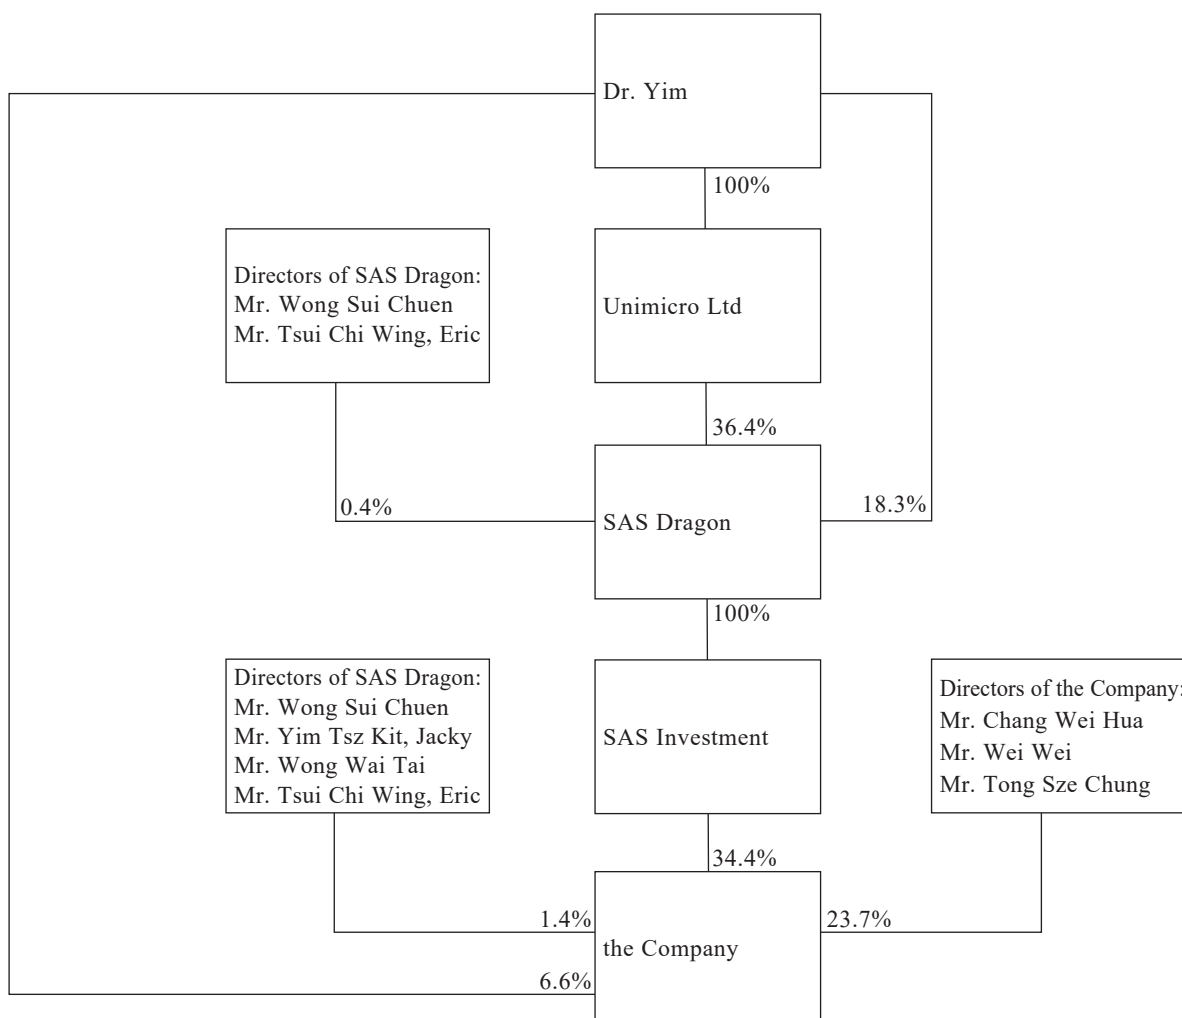 Dr. Yim
100%
Directors of SAS Dragon:
Mr. Wong Sui Chuen
Mr. Tsui Chi Wing, Eric
Unimicro Ltd
36.4%
0.4%
SAS Dragon
18.3%
100%
Directors of SAS Dragon:
Mr. Wong Sui Chuen
Mr. Yim Tsz Kit, Jacky
Mr. Wong Wai Tai
Mr. Tsui Chi Wing, Eric
SAS Investment
Directors of the Company:
Mr. Chang Wei Hua
Mr. Wei Wei
Mr. Tong Sze Chung
34.4%
1.4%
23.7%
the Company
6.6%